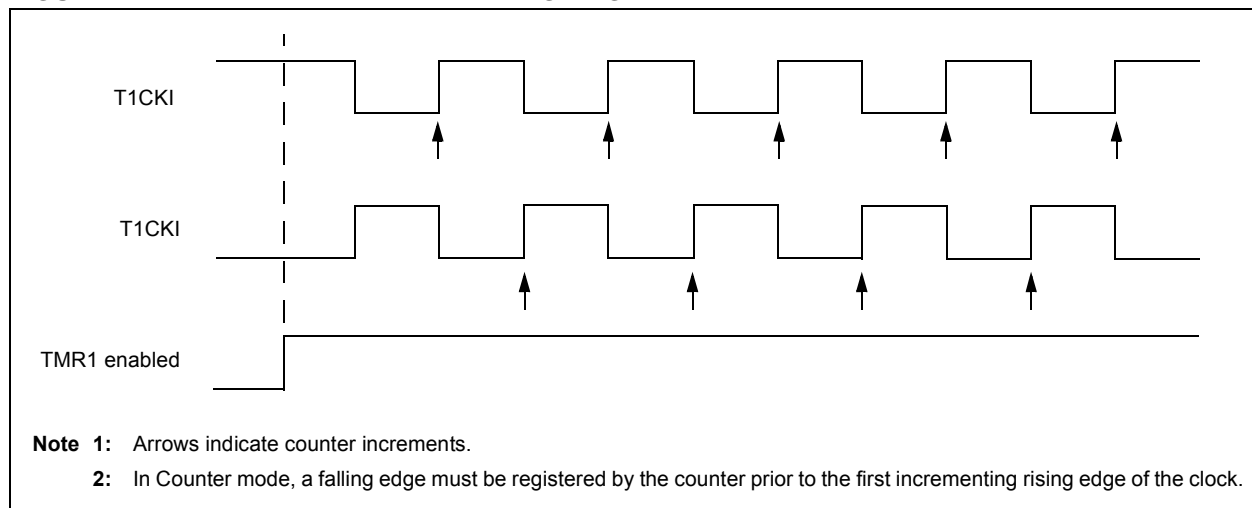 T1CKI
T1CKI
TMR1 enabled
Note 1: Arrows indicate counter increments.
2: In Counter mode, a falling edge must be registered by the counter prior to the first incrementing rising edge of the clock.